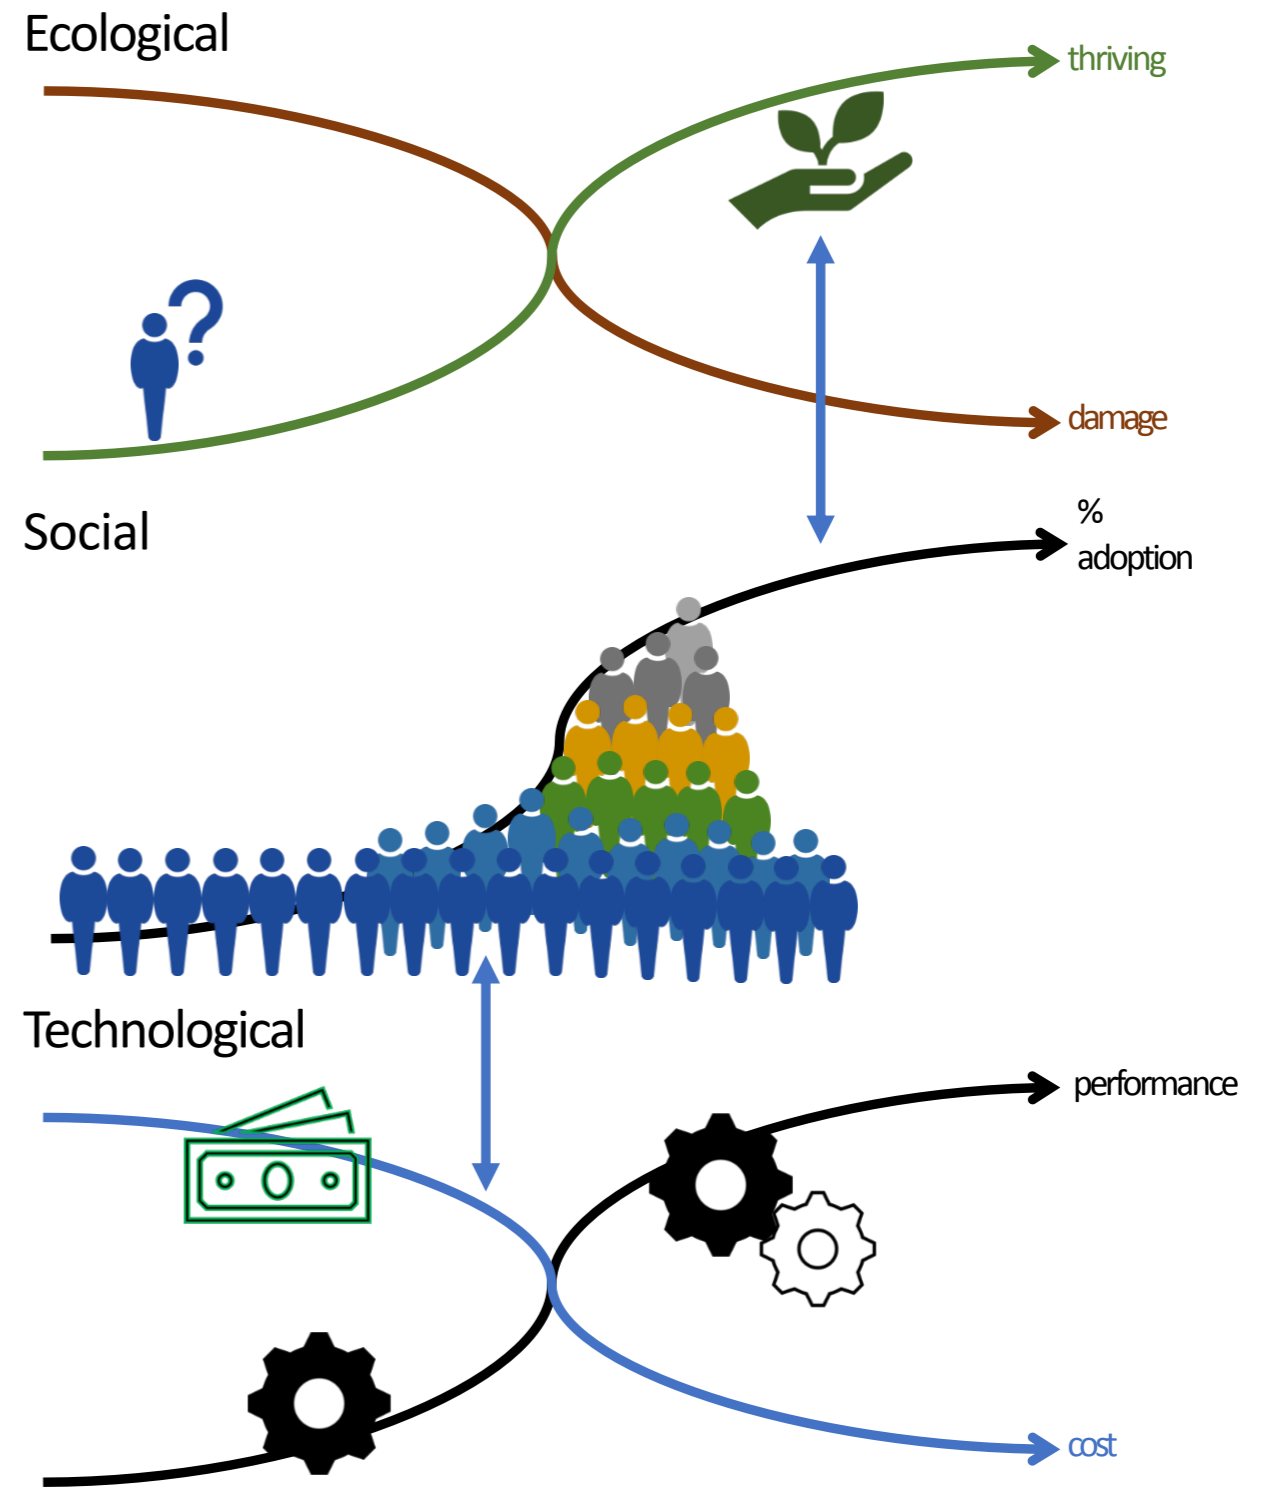 Ecological
thriving
?
damage
Social
%
adoption
Technological
performance
cost